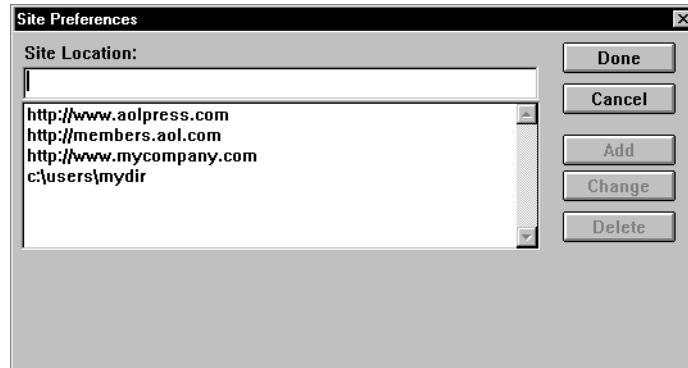 Site Preferences
Site Location:
Done
Cancel
http://www.aolpress.com
http://members.aol.com
http://www.mycompany.com
c:\users\mydir
Add
Change
Delete